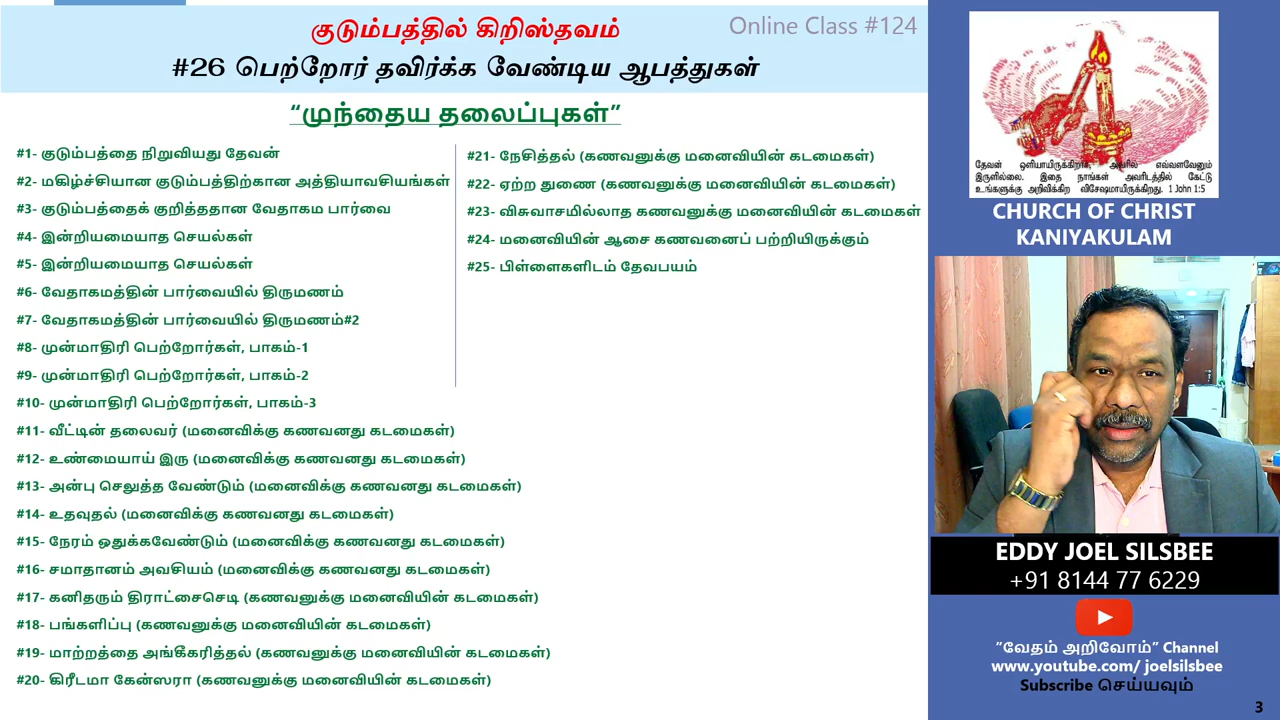 குடும்பத்தில் கிறிஸ்தவம்
Online Class #124
#26 பெற்றோர் தவிர்க்க வேண்டிய ஆபத்துகள்
“முந்தைய தலைப்புகள்”
#1- குடும்பத்தை நிறுவியது தேவன்
#2- மகிழ்ச்சியான குடும்பத்திற்கான அத்தியாவசியங்கள்
#3- குடும்பத்தைக் குறித்ததான வேதாகம பார்வை
#4- இன்றியமையாத செயல்கள்
#5- இன்றியமையாத செயல்கள்
#6- வேதாகமத்தின் பார்வையில் திருமணம்
#7- வேதாகமத்தின் பார்வையில் திருமணம்#2
#8- முன்மாதிரி பெற்றோர்கள், பாகம்-1
#9- முன்மாதிரி பெற்றோர்கள், பாகம்-2
#10- முன்மாதிரி பெற்றோர்கள், பாகம்-3
#11- வீட்டின் தலைவர் (மனைவிக்கு கணவனது கடமைகள்)
#12- உண்மையாய் இரு (மனைவிக்கு கணவனது கடமைகள்)
#13- அன்பு செலுத்த வேண்டும் (மனைவிக்கு கணவனது கடமைகள்)
#14- உதவுதல் (மனைவிக்கு கணவனது கடமைகள்)
#15- நேரம் ஒதுக்கவேண்டும் (மனைவிக்கு கணவனது கடமைகள்)
#16- சமாதானம் அவசியம் (மனைவிக்கு கணவனது கடமைகள்)
#17- கனிதரும் திராட்சைசெடி (கணவனுக்கு மனைவியின் கடமைகள்)
#18- பங்களிப்பு (கணவனுக்கு மனைவியின் கடமைகள்)
#19- மாற்றத்தை அங்கீகரித்தல் (கணவனுக்கு மனைவியின் கடமைகள்)
#20- கிரீடமா கேன்ஸரா (கணவனுக்கு மனைவியின் கடமைகள்)
#21- நேசித்தல் (கணவனுக்கு மனைவியின் கடமைகள்)
#22- ஏற்ற துணை (கணவனுக்கு மனைவியின் கடமைகள்)
#23- விசுவாசமில்லாத கணவனுக்கு மனைவியின் கடமைகள்
#24- மனைவியின் ஆசை கணவனைப் பற்றியிருக்கும்
#25- பிள்ளைகளிடம் தேவபயம்
தேவன் ஒளியாயிருக்கிறார், அவரில் எவ்வளவேனும்
இருளில்லை. இதை நாங்கள் அவரிடத்தில் கேட்டு
உங்களுக்கு அறிவிக்கிற விசேஷமாயிருக்கிறது. 1 John 1:5
CHURCH OF CHRIST
KANIYAKULAM
EDDY JOEL SILSBEE
+91 8144 77 6229
”வேதம் அறிவோம்” Channel
www.youtube.com/ joelsilsbee
Subscribe செய்யவும்
3